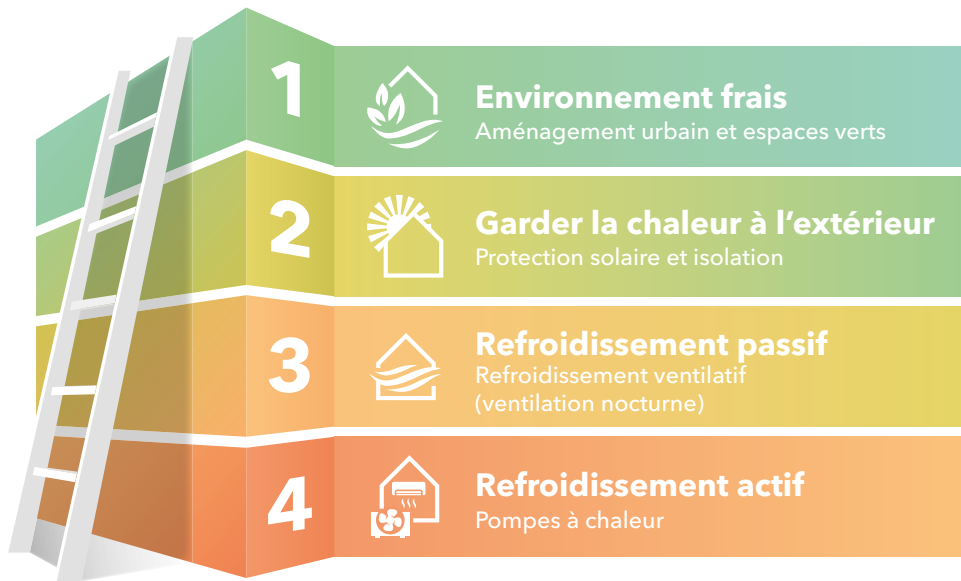 1
Environnement frais
Aménagement urbain et espaces verts
2
Garder la chaleur à l’extérieur
Protection solaire et isolation
3
Refroidissement passif
Refroidissement ventilatif
(ventilation nocturne)
4
Refroidissement actif
Pompes à chaleur